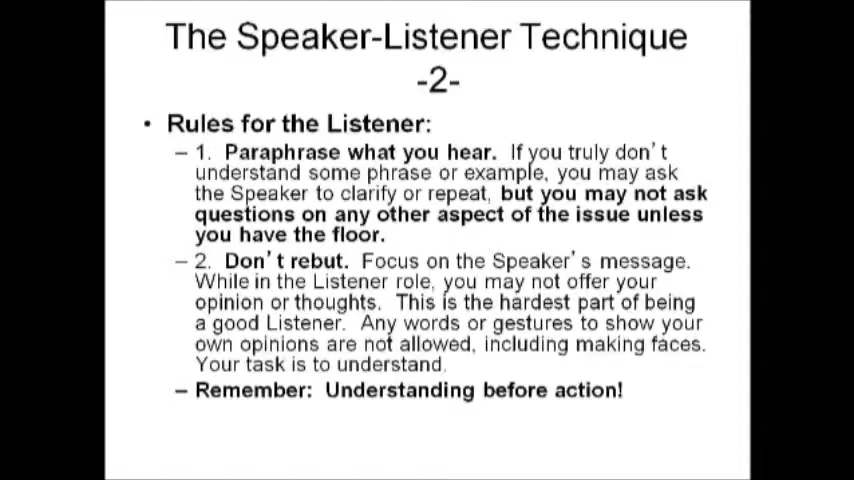 The Speaker-Listener Technique
-2-
• Rules for the Listener:
– 1. Paraphrase what you hear. If you truly don't
understand some phrase or example, you may ask
the Speaker to clarify or repeat, but you may not ask
questions on any other aspect of the issue unless
you have the floor.
– 2. Don't rebut. Focus on the Speaker's message.
While in the Listener role, you may not offer your
opinion or thoughts. This is the hardest part of being
a good Listener. Any words or gestures to show your
own opinions are not allowed, including making faces.
Your task is to understand.
– Remember: Understanding before action!